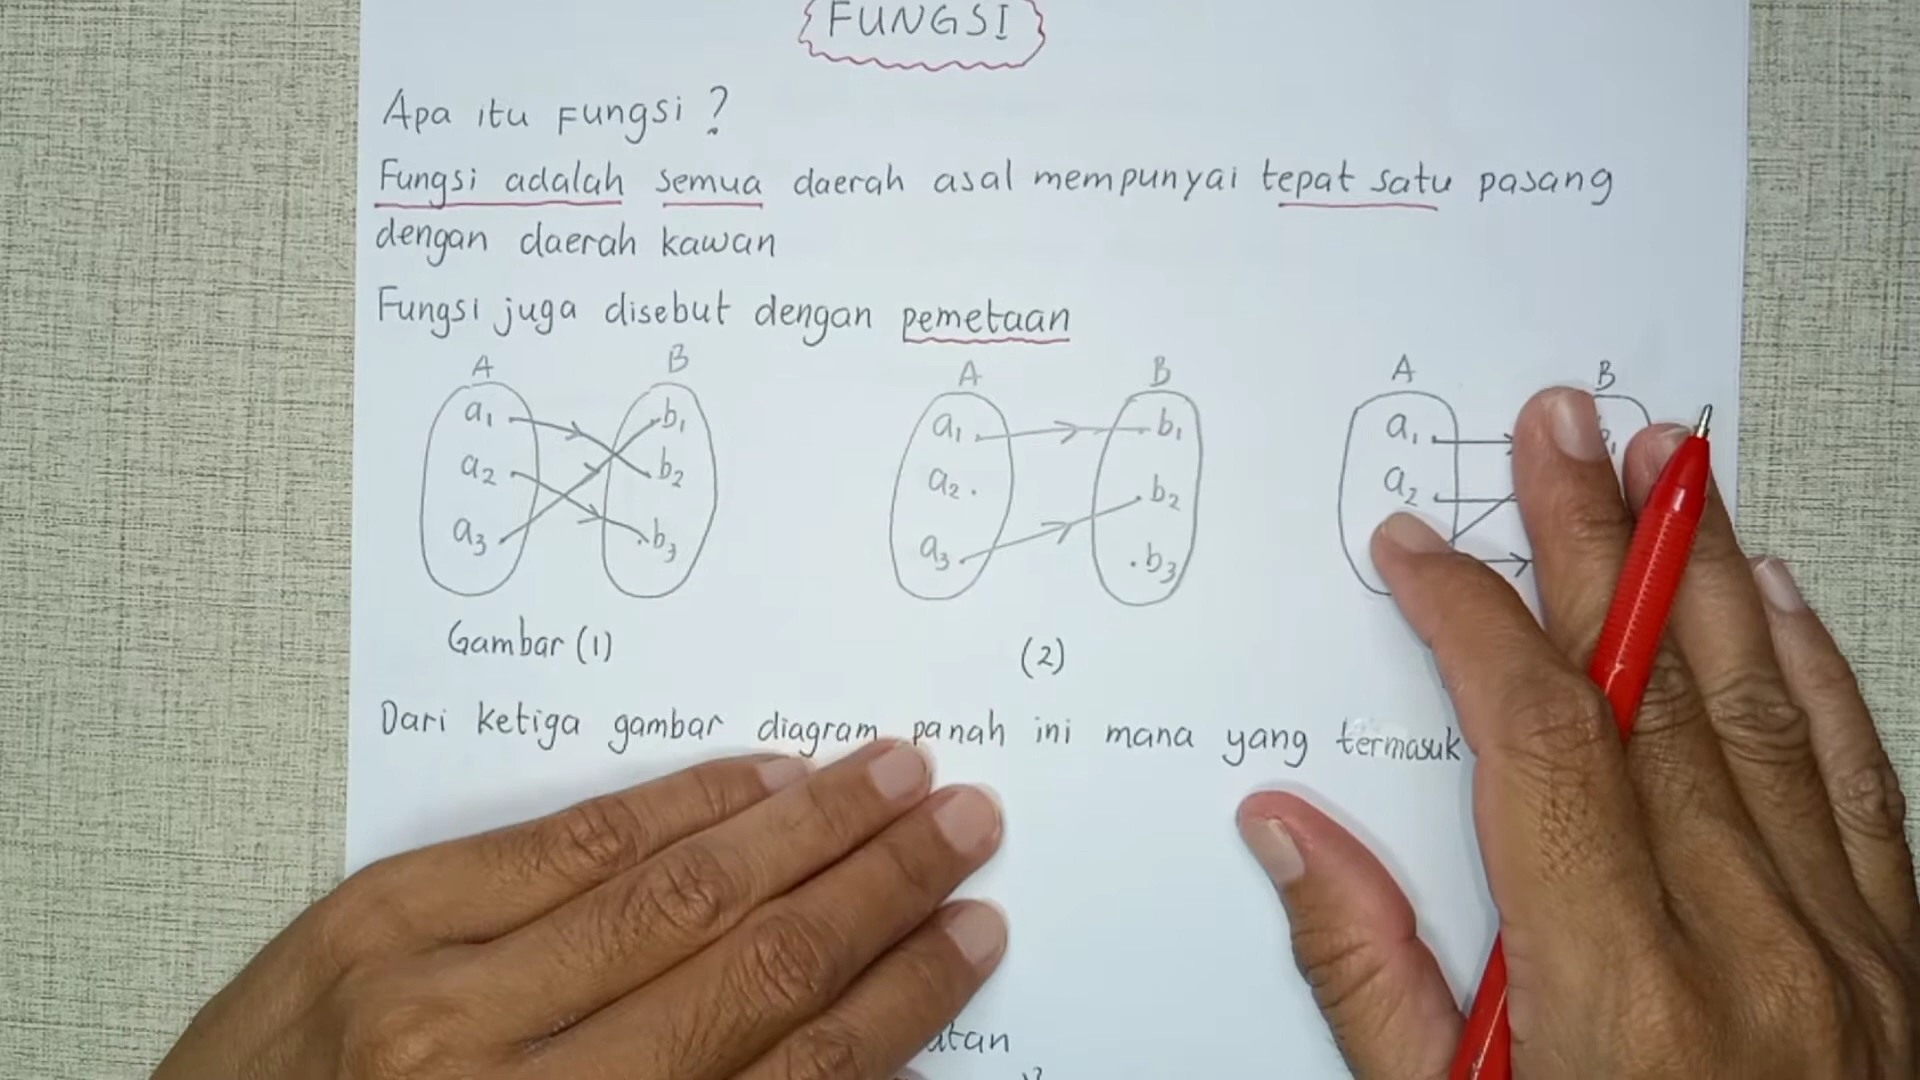 FUNGSI
Apa itu Fungsi ?
Fungsi adalah semua daerah asal mempunyai tepat satu pasang
dengan daerah kawan
Fungsi juga disebut dengan pemetaan
A B A B A B
a₁ b₁ a₁ b₁ a₁
a₂ b₂ a₂ b₂ a₂
a₃ b₃ a₃ b₃
Gambar (1) (2)
Dari ketiga gambar diagram panah ini mana yang termasuk